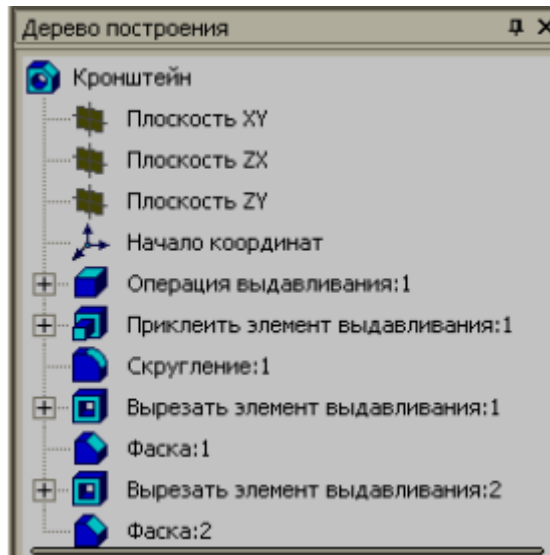 Дерево построения
Кронштейн
Плоскость XY
Плоскость ZX
Плоскость ZY
Начало координат
Операция выдавливания:1
Приклеить элемент выдавливания:1
Скругление:1
Вырезать элемент выдавливания:1
Фаска:1
Вырезать элемент выдавливания:2
Фаска:2